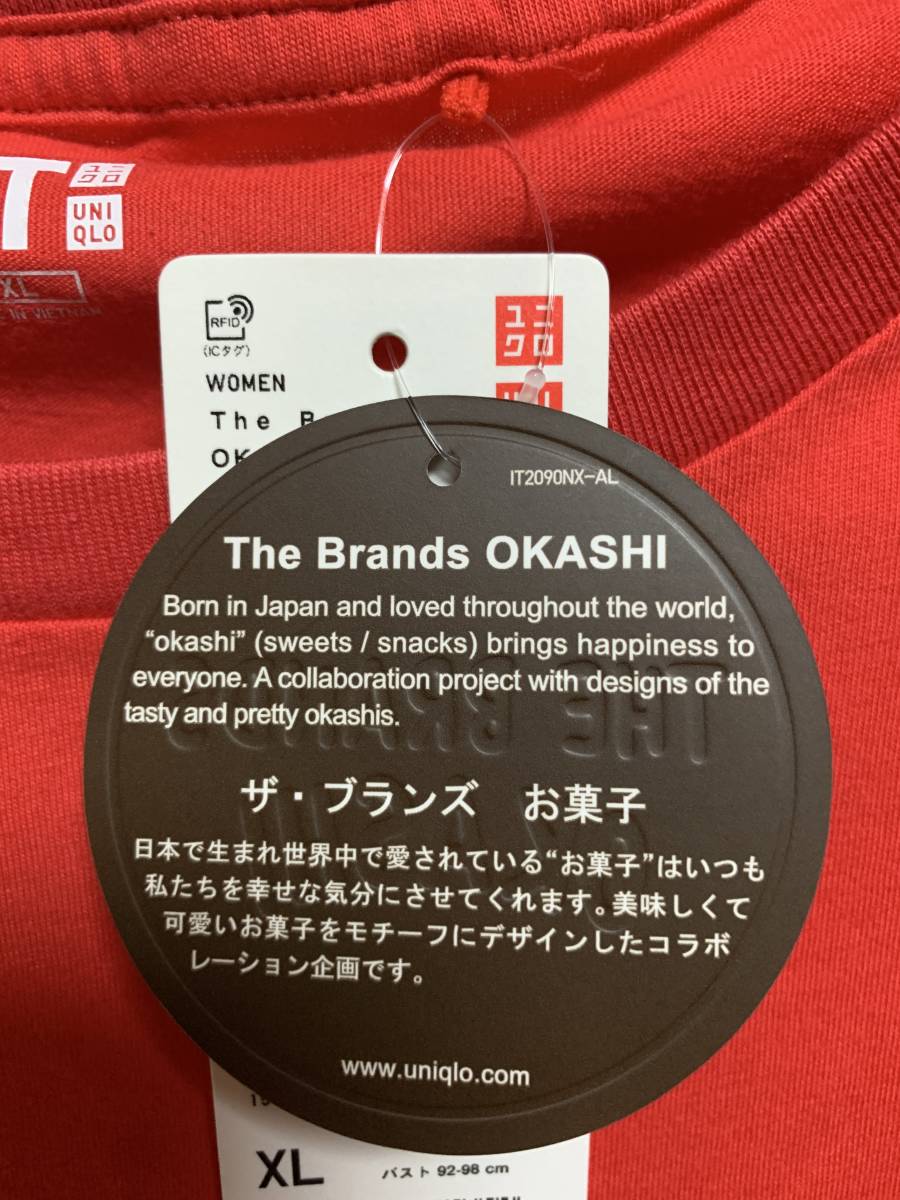 T
ユニ
クロ
UNI
QLO
XL
IN VIETNAM
RFID
(ICタグ)
ユニ
クロ
WOMEN
The
IT2090NX-AL
The Brands OKASHI
Born in Japan and loved throughout the world,
“okashi” (sweets / snacks) brings happiness to
everyone. A collaboration project with designs of the
tasty and pretty okashis.
ザ・ブランズ お菓子
日本で生まれ世界中で愛されている“お菓子”はいつも
私たちを幸せな気分にさせてくれます。美味しくて
可愛いお菓子をモチーフにデザインしたコラボ
レーション企画です。
www.uniqlo.com
XL
バスト 92-98 cm